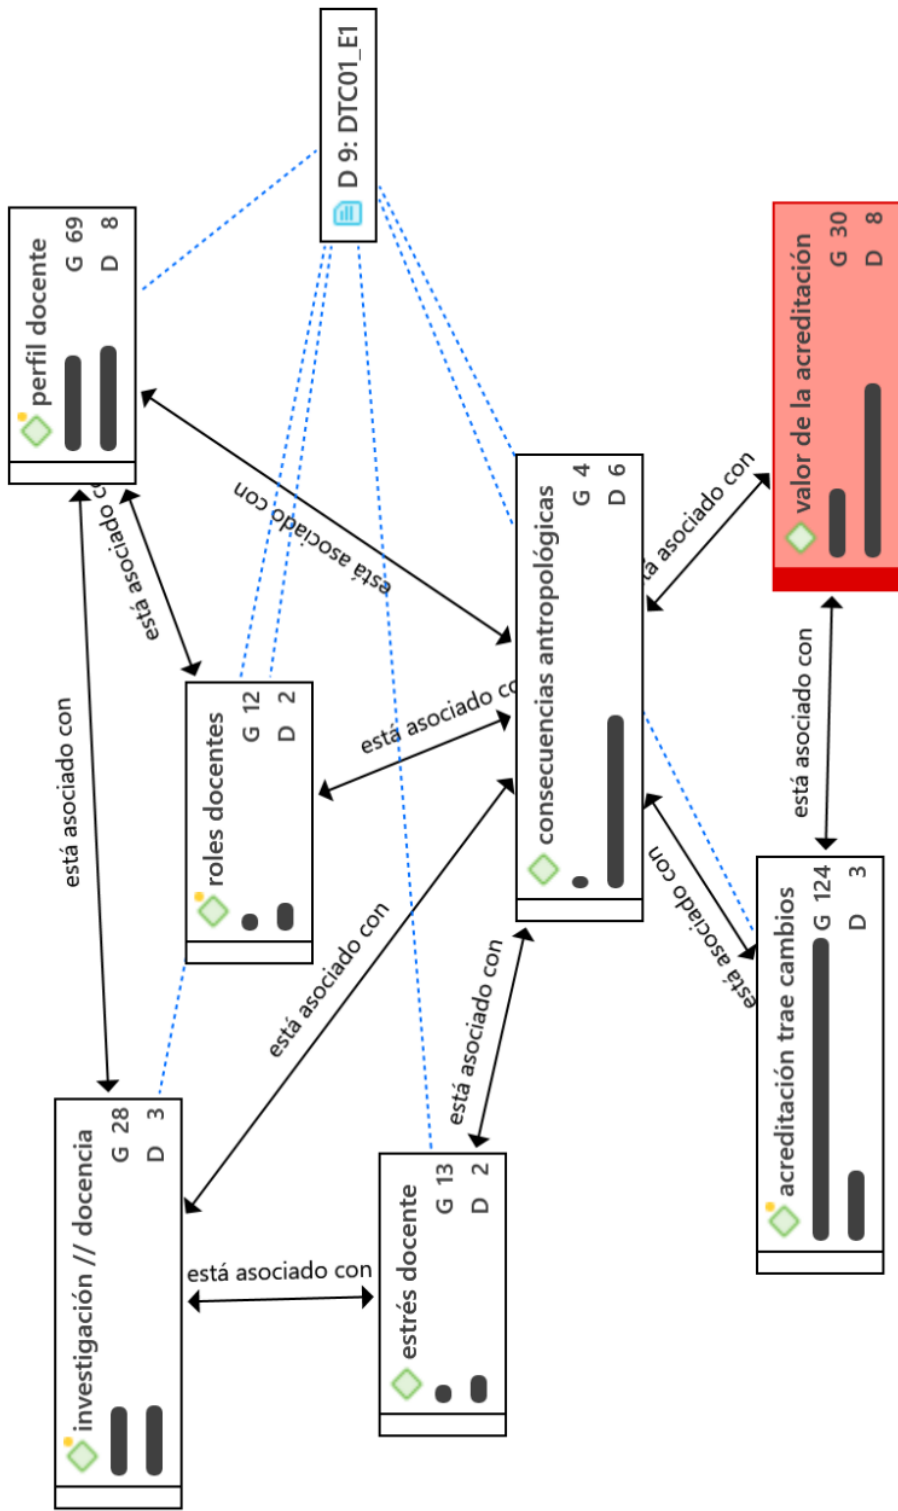 investigación // docencia
G 28
D 3
está asociado con
perfil docente
G 69
D 8
está asociado co
está asociado con
roles docentes
G 12
D 2
está asociado co
D 9: DTC01_E1
está asociado con
está asociado con
estrés docente
G 13
D 2
está asociado con
consecuencias antropológicas
G 4
D 6
tá asociado con
está asociado con
acreditación trae cambios
G 124
D 3
está asociado con
valor de la acreditación
G 30
D 8